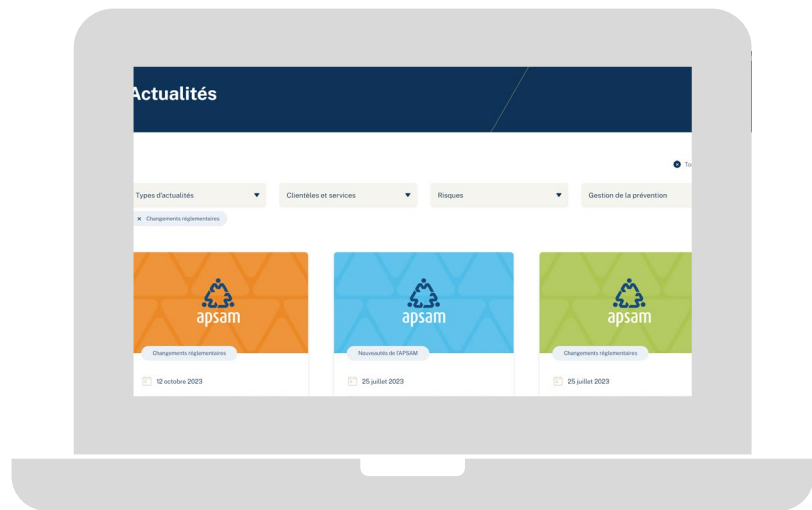 Actualités
To
Types d'actualités
Clientèles et services
Risques
Gestion de la prévention
× Changements réglementaires
apsam
apsam
apsam
Changements réglementaires
Nouveautés de l'APSAM
Changements réglementaires
12 octobre 2023
25 juillet 2023
25 juillet 2023